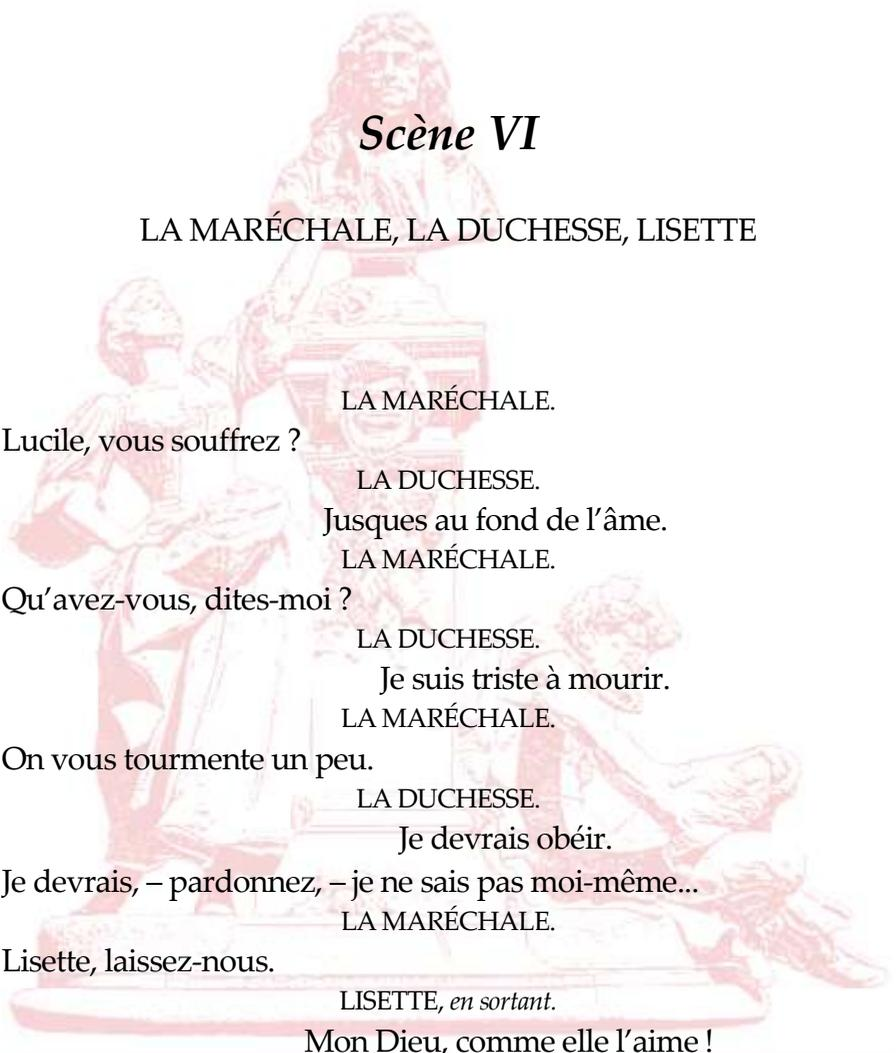 Scène VI
LA MARÉCHALE, LA DUCHESSE, LISETTE
LA MARÉCHALE.
Lucile, vous souffrez ?
LA DUCHESSE.
Jusques au fond de l’âme.
LA MARÉCHALE.
Qu’avez-vous, dites-moi ?
LA DUCHESSE.
Je suis triste à mourir.
LA MARÉCHALE.
On vous tourmente un peu.
LA DUCHESSE.
Je devrais obéir.
Je devrais, – pardonnez, – je ne sais pas moi-même...
LA MARÉCHALE.
Lisette, laissez-nous.
LISETTE, en sortant.
Mon Dieu, comme elle l’aime !